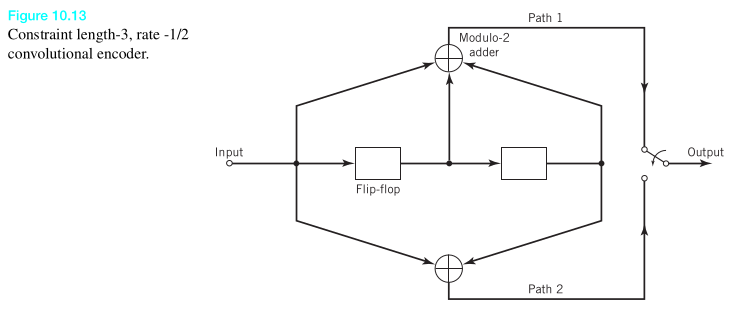 Figure 10.13
Constraint length-3, rate -1/2
convolutional encoder.
Path 1
Modulo-2
adder
Input
Output
Flip-flop
Path 2